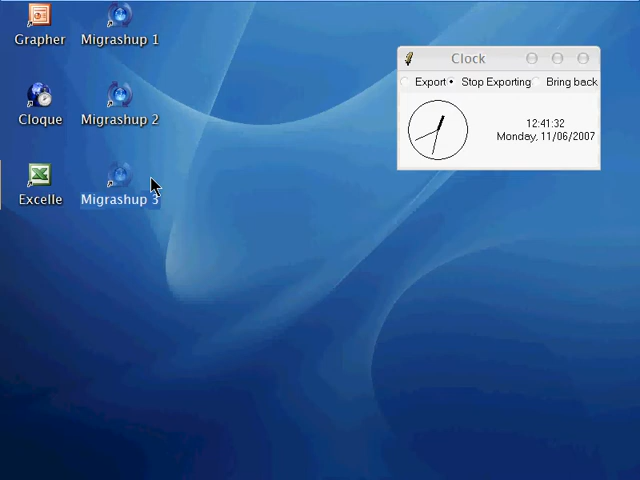 Grapher
Migrashup 1
Cloque
Migrashup 2
Excelle
Migrashup 3
Clock
Export Stop Exporting Bring back
12:41:32
Monday, 11/06/2007